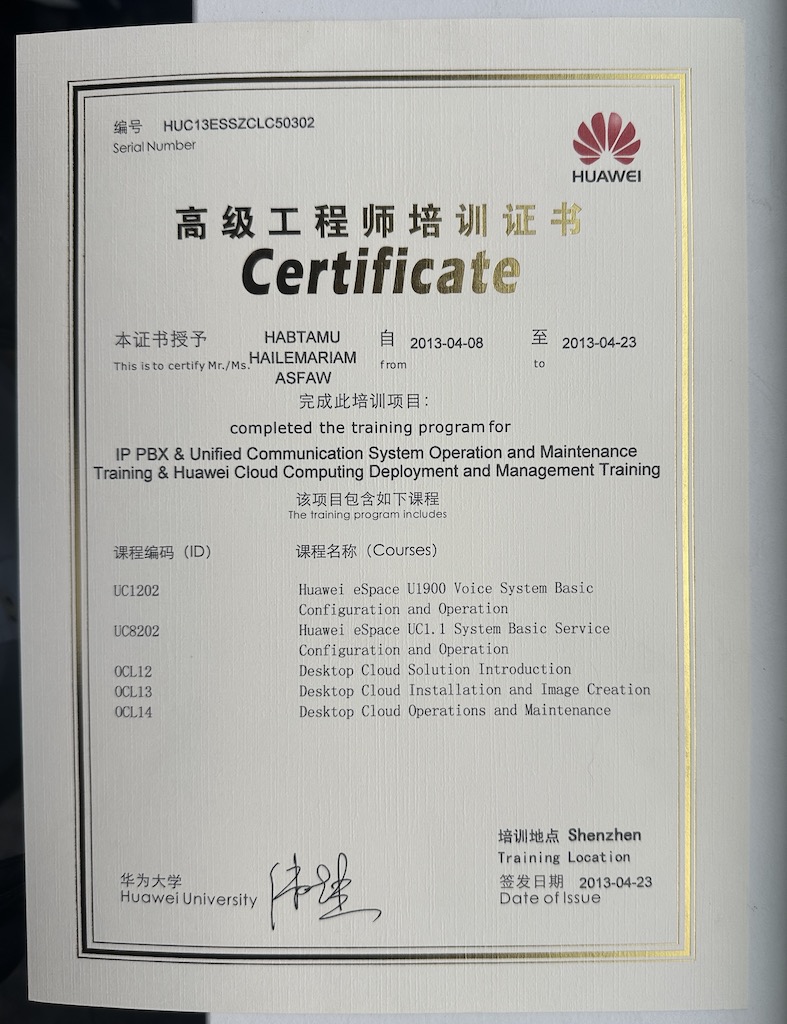 编号 HUC13ESSZCLC50302
Serial Number
HUAWEI
高级工程师培训证书
Certificate
本证书授予 HABTAMU 自 2013-04-08 至 2013-04-23
This is to certify Mr./Ms. HAILEMARIAM from to
ASFAW
完成此培训项目：
completed the training program for
IP PBX & Unified Communication System Operation and Maintenance
Training & Huawei Cloud Computing Deployment and Management Training
该项目包含如下课程
The training program includes
课程编码（ID） 课程名称（Courses）
UC1202 Huawei eSpace U1900 Voice System Basic
Configuration and Operation
UC8202 Huawei eSpace UC1.1 System Basic Service
Configuration and Operation
OCL12 Desktop Cloud Solution Introduction
OCL13 Desktop Cloud Installation and Image Creation
OCL14 Desktop Cloud Operations and Maintenance
培训地点 Shenzhen
Training Location
华为大学
Huawei University
签发日期 2013-04-23
Date of Issue